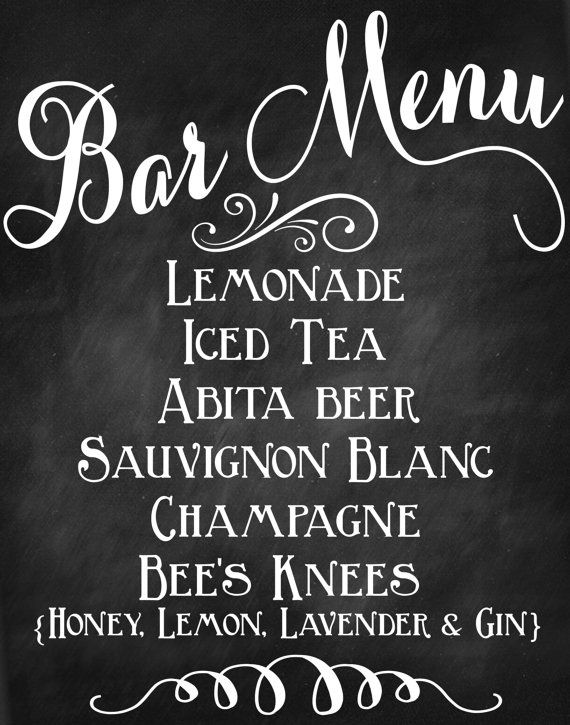 Bar Menu
Lemonade
Iced Tea
Abita beer
Sauvignon Blanc
Champagne
Bee's Knees
{Honey, Lemon, Lavender & Gin}